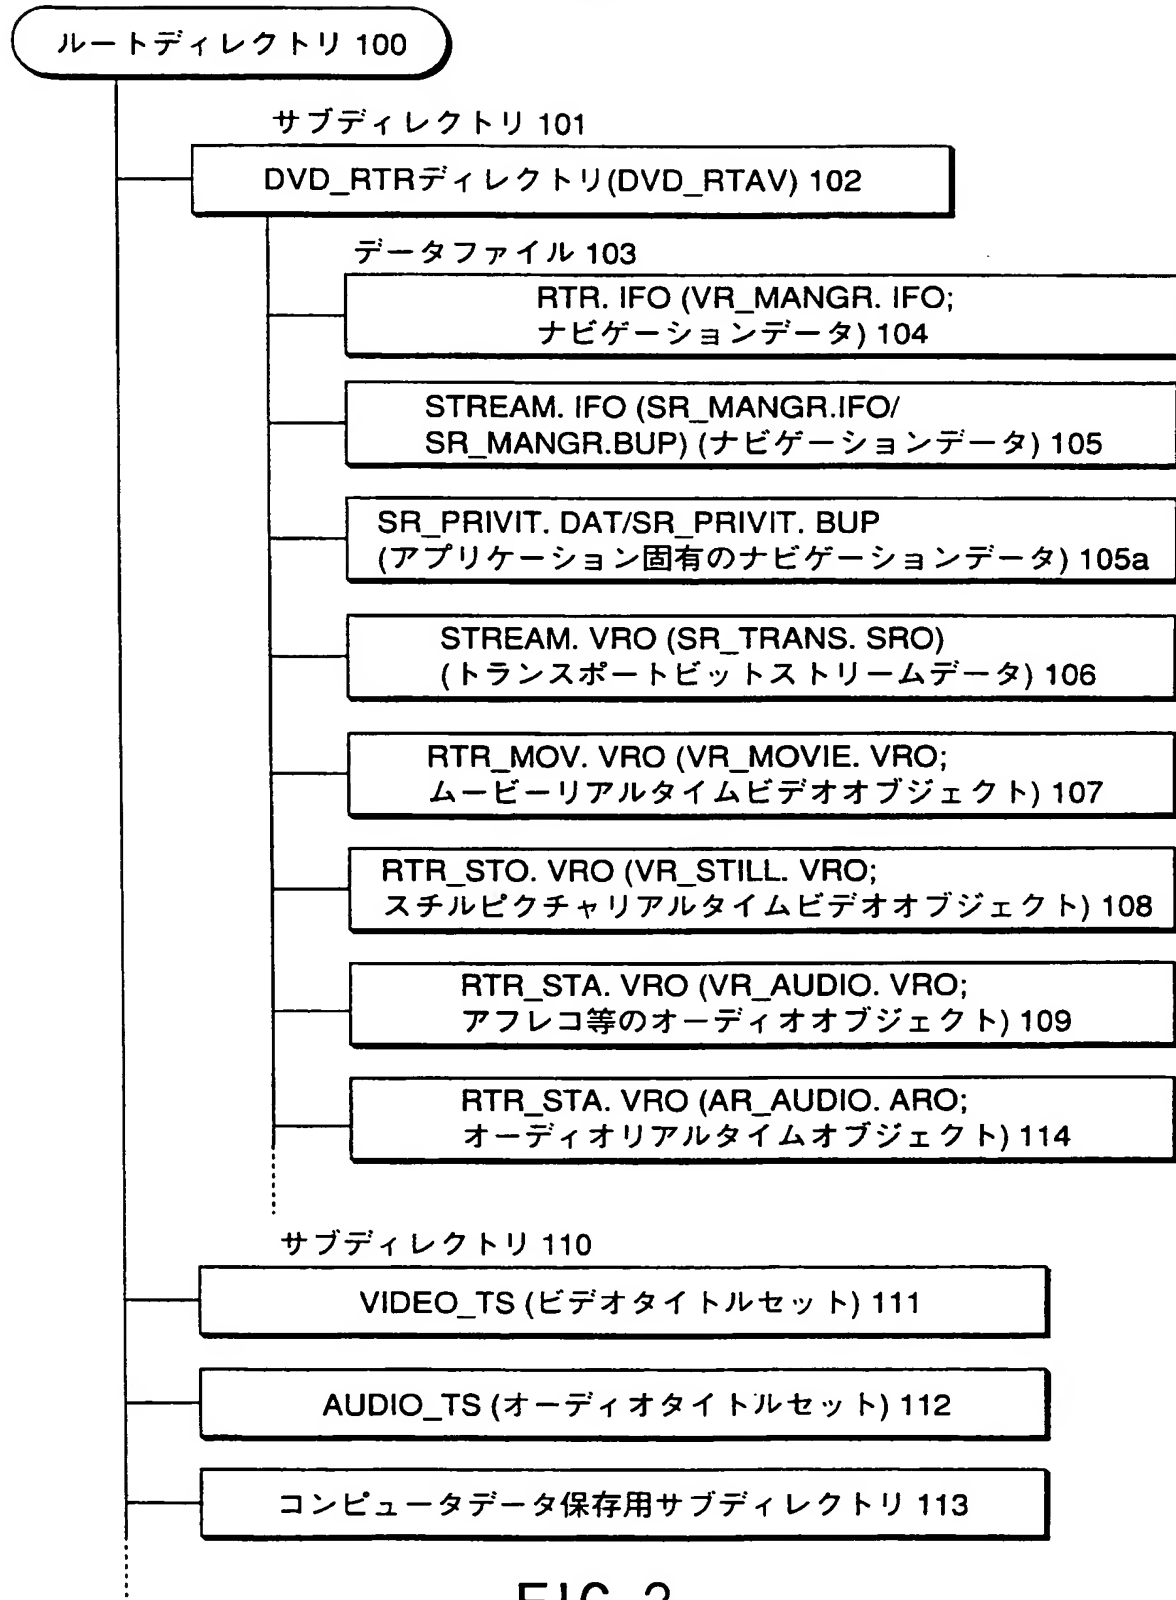 ルートディレクトリ 100
サブディレクトリ 101
DVD_RTRディレクトリ(DVD_RTAV) 102
データファイル 103
RTR. IFO (VR_MANGR. IFO;
ナビゲーションデータ) 104
STREAM. IFO (SR_MANGR.IFO/
SR_MANGR.BUP) (ナビゲーションデータ) 105
SR_PRIVIT. DAT/SR_PRIVIT. BUP
(アプリケーション固有のナビゲーションデータ) 105a
STREAM. VRO (SR_TRANS. SRO)
(トランスポートビットストリームデータ) 106
RTR_MOV. VRO (VR_MOVIE. VRO;
ムービーリアルタイムビデオオブジェクト) 107
RTR_STO. VRO (VR_STILL. VRO;
スチルピクチャリアルタイムビデオオブジェクト) 108
RTR_STA. VRO (VR_AUDIO. VRO;
アフレコ等のオーディオオブジェクト) 109
RTR_STA. VRO (AR_AUDIO. ARO;
オーディオリアルタイムオブジェクト) 114
サブディレクトリ 110
VIDEO_TS (ビデオタイトルセット) 111
AUDIO_TS (オーディオタイトルセット) 112
コンピュータデータ保存用サブディレクトリ 113